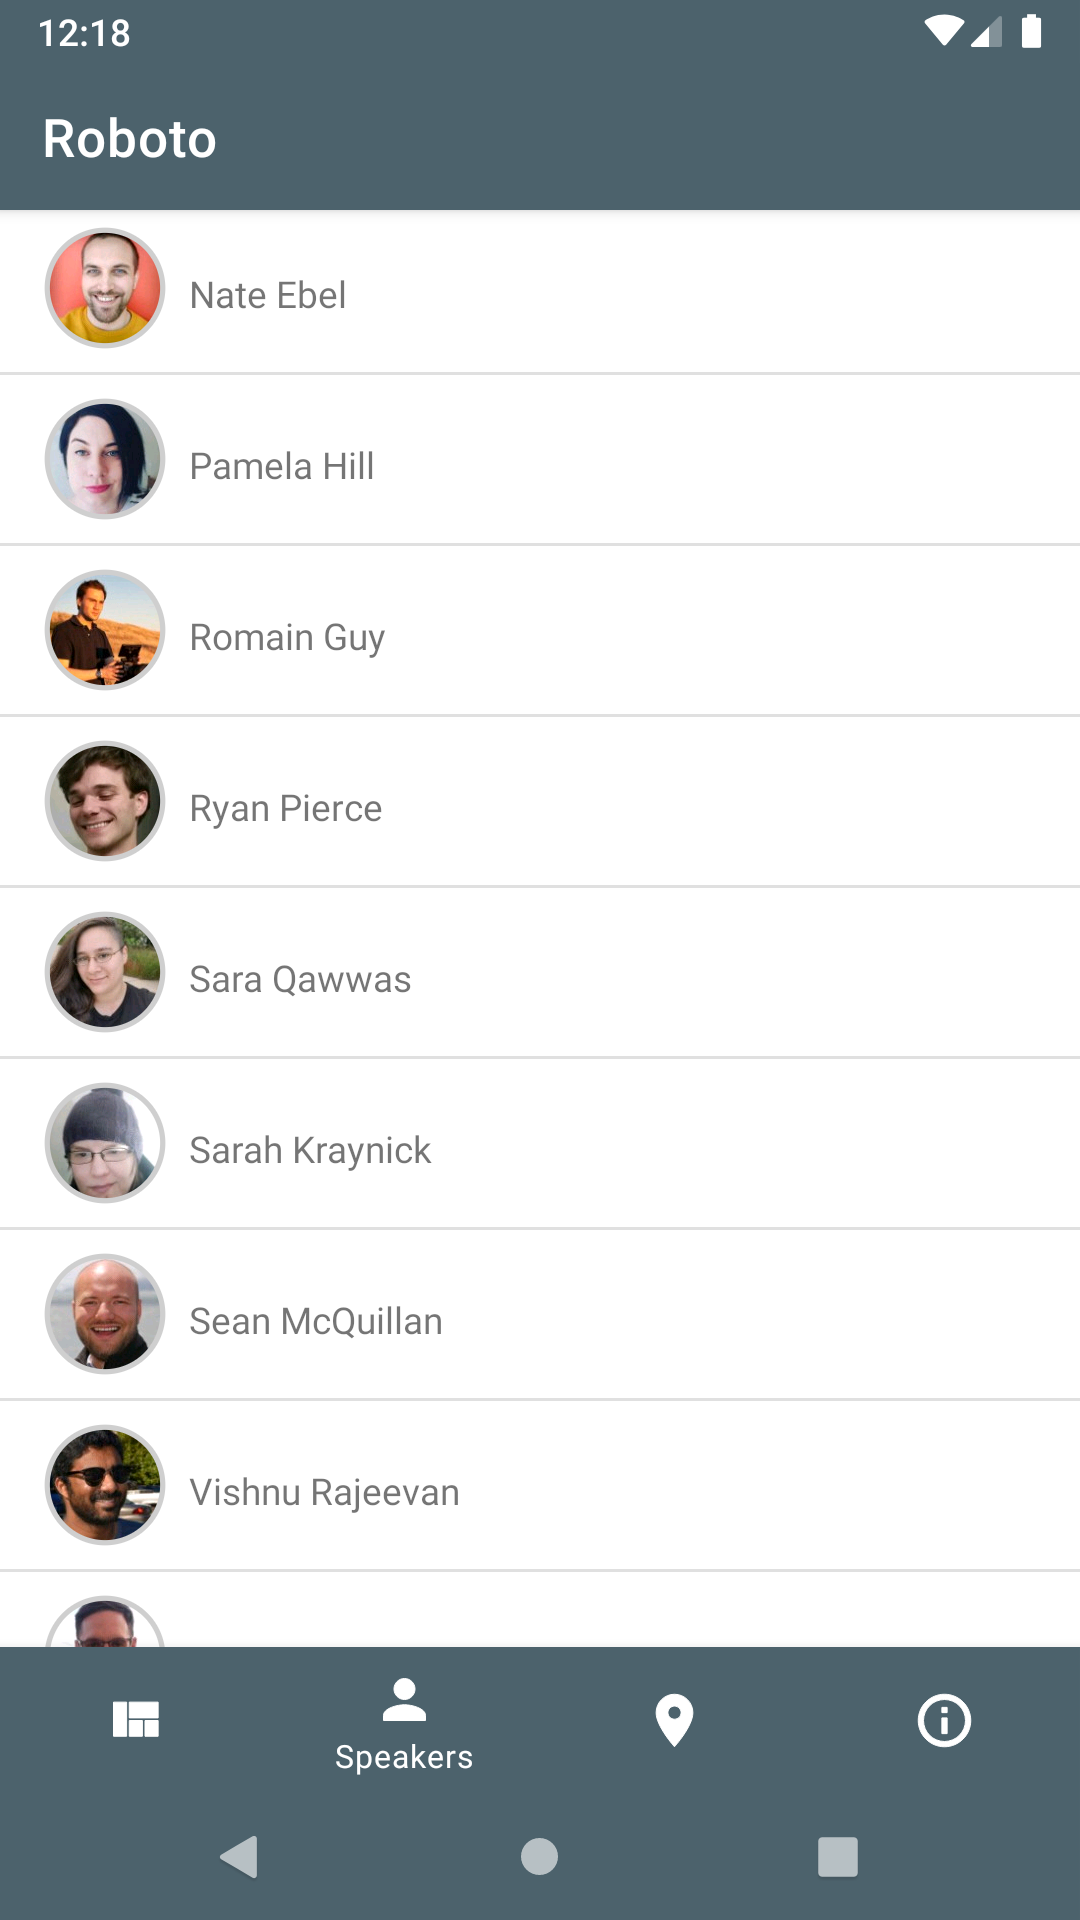 12:18
Roboto
Nate Ebel
Pamela Hill
Romain Guy
Ryan Pierce
Sara Qawwas
Sarah Kraynick
Sean McQuillan
Vishnu Rajeevan
Speakers